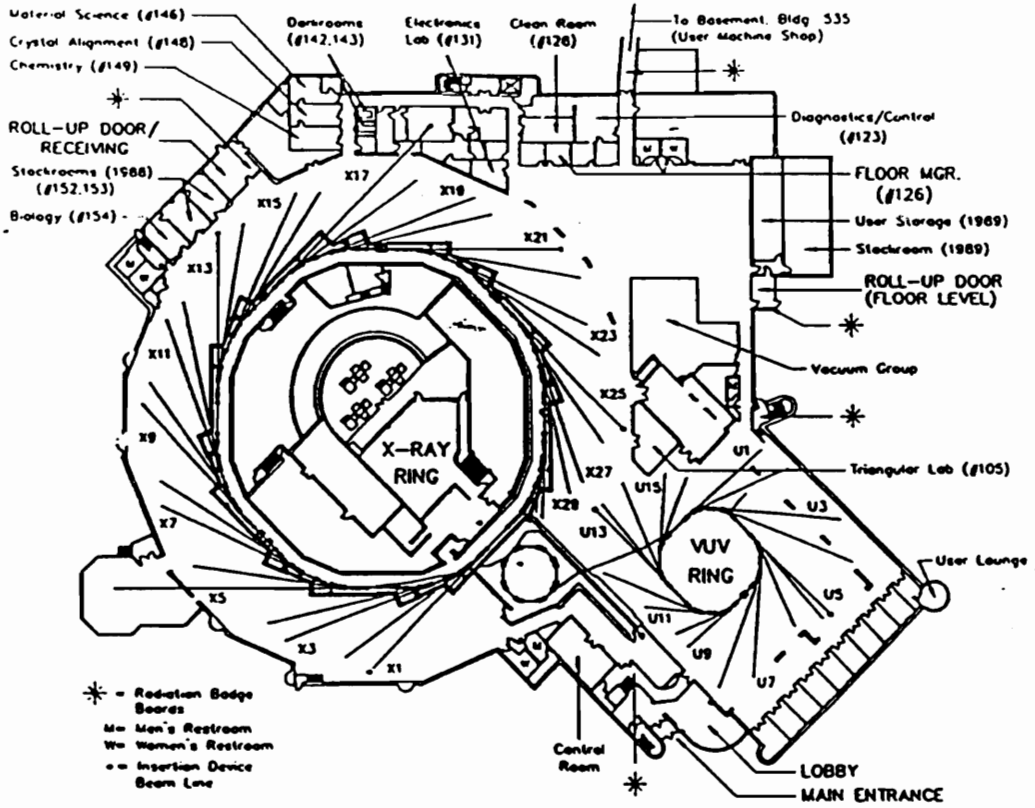 Material Science (#146)
Crystal Alignment (#148)
Chemistry (#149)
ROLL-UP DOOR/
RECEIVING
Stockrooms (1988)
(#152,153)
Biology (#154)
Darkrooms
(#142,143)
Electronics
Lab (#131)
Clean Room
(#128)
To Basement, Bldg 535
(User Machine Shop)
Diagnostics/Control
(#123)
FLOOR MGR.
(#126)
User Storage (1989)
Stockroom (1989)
ROLL-UP DOOR
(FLOOR LEVEL)
Vacuum Group
Triangular Lab (#105)
User Lounge
X17
X19
X15
X21
X13
X23
X11
X25
X9
X-RAY
RING
X27
X29
X7
X5
X3
X1
U1
U15
U3
U13
VUV
RING
U5
U11
U9
U7
M
W
M
W
M
W
= Radiation Badge
Boards
M= Men's Restroom
W= Women's Restroom
= Insertion Device
Beam Line
Control
Room
LOBBY
MAIN ENTRANCE